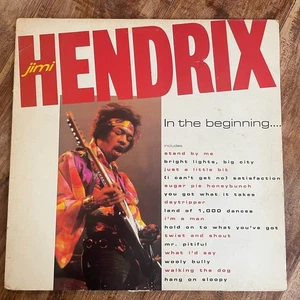 jimi
HENDRIX
In the beginning....
includes
stand by me
bright lights, big city
just a little bit
(i can't get no) satisfaction
sugar pie honeybunch
you got what it takes
daytripper
land of 1,000 dances
i'm a man
hold on to what you've got
twist and shout
mr. pitiful
what i'd say
wooly bully
walking the dog
hang on sloopy